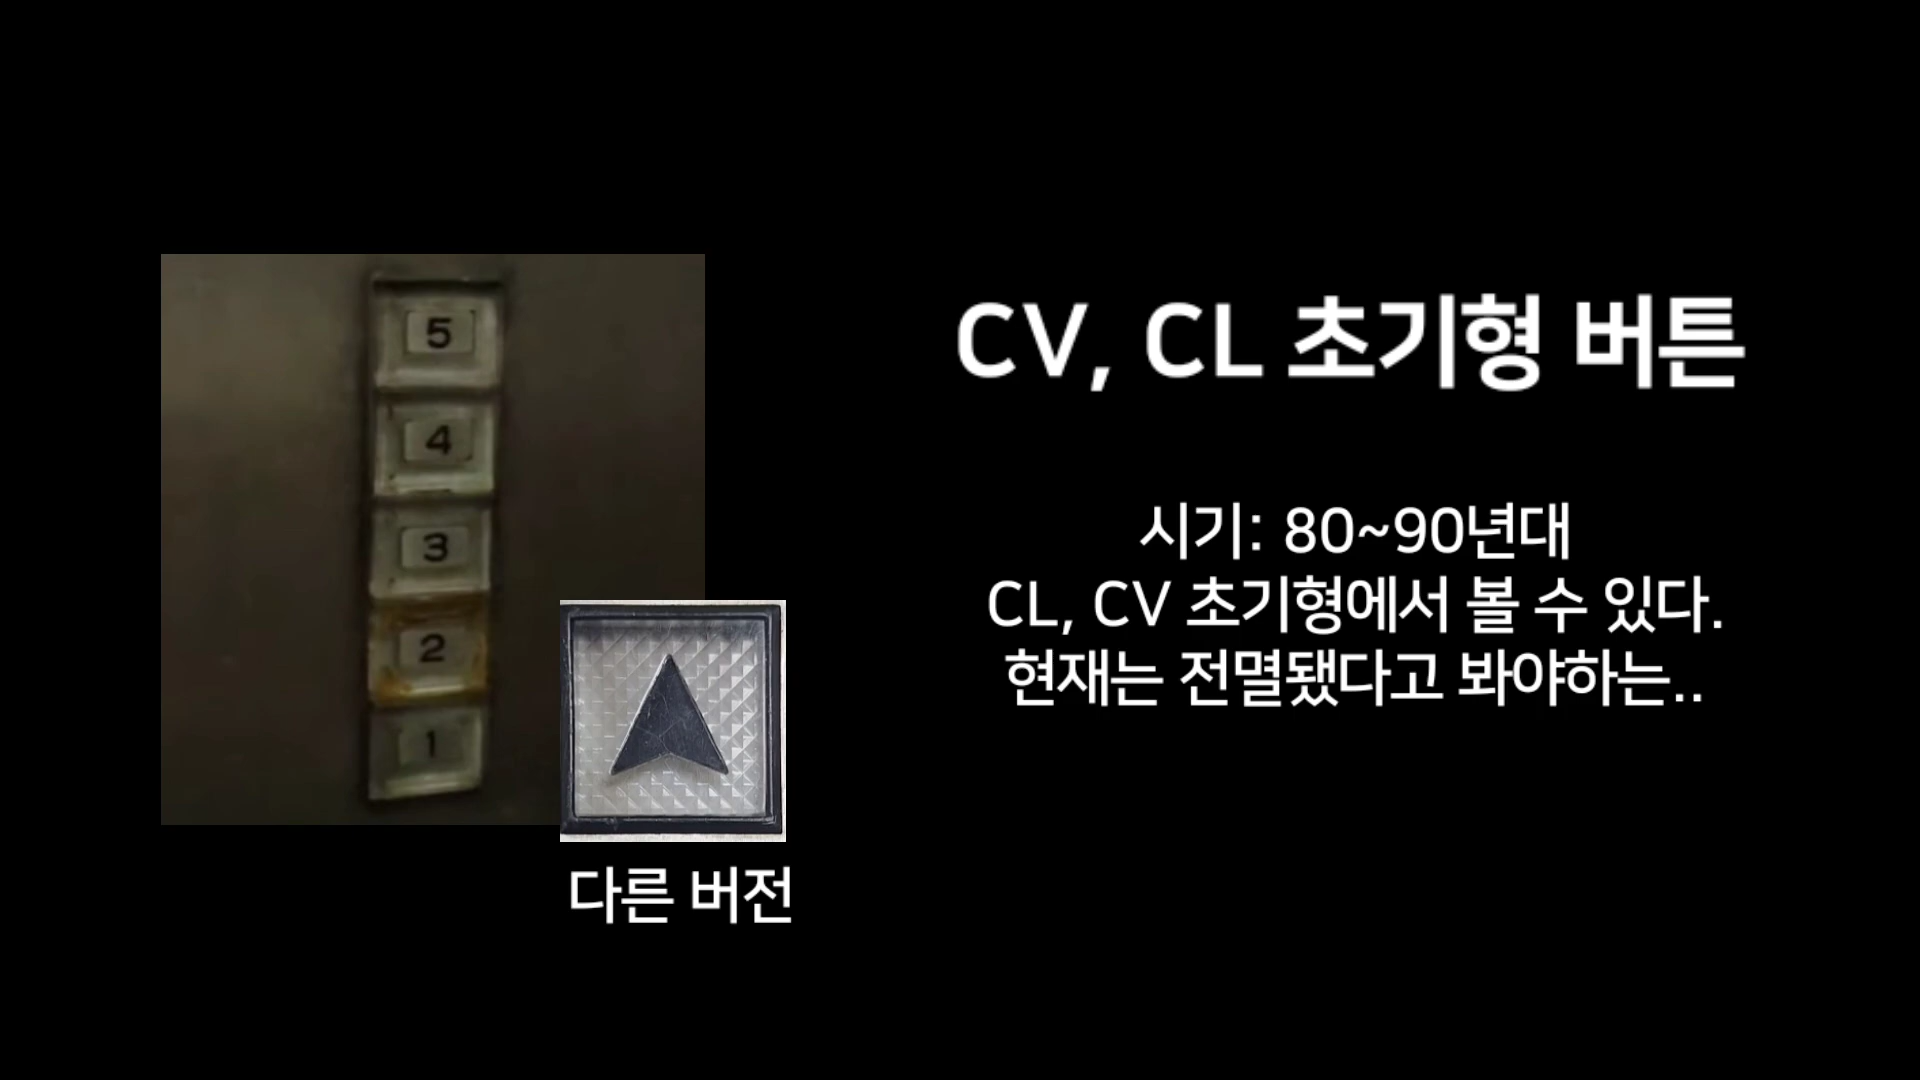 5
4
3
2
1
다른 버전
CV, CL 초기형 버튼
시기: 80~90년대
CL, CV 초기형에서 볼 수 있다.
현재는 전멸됐다고 봐야하는..